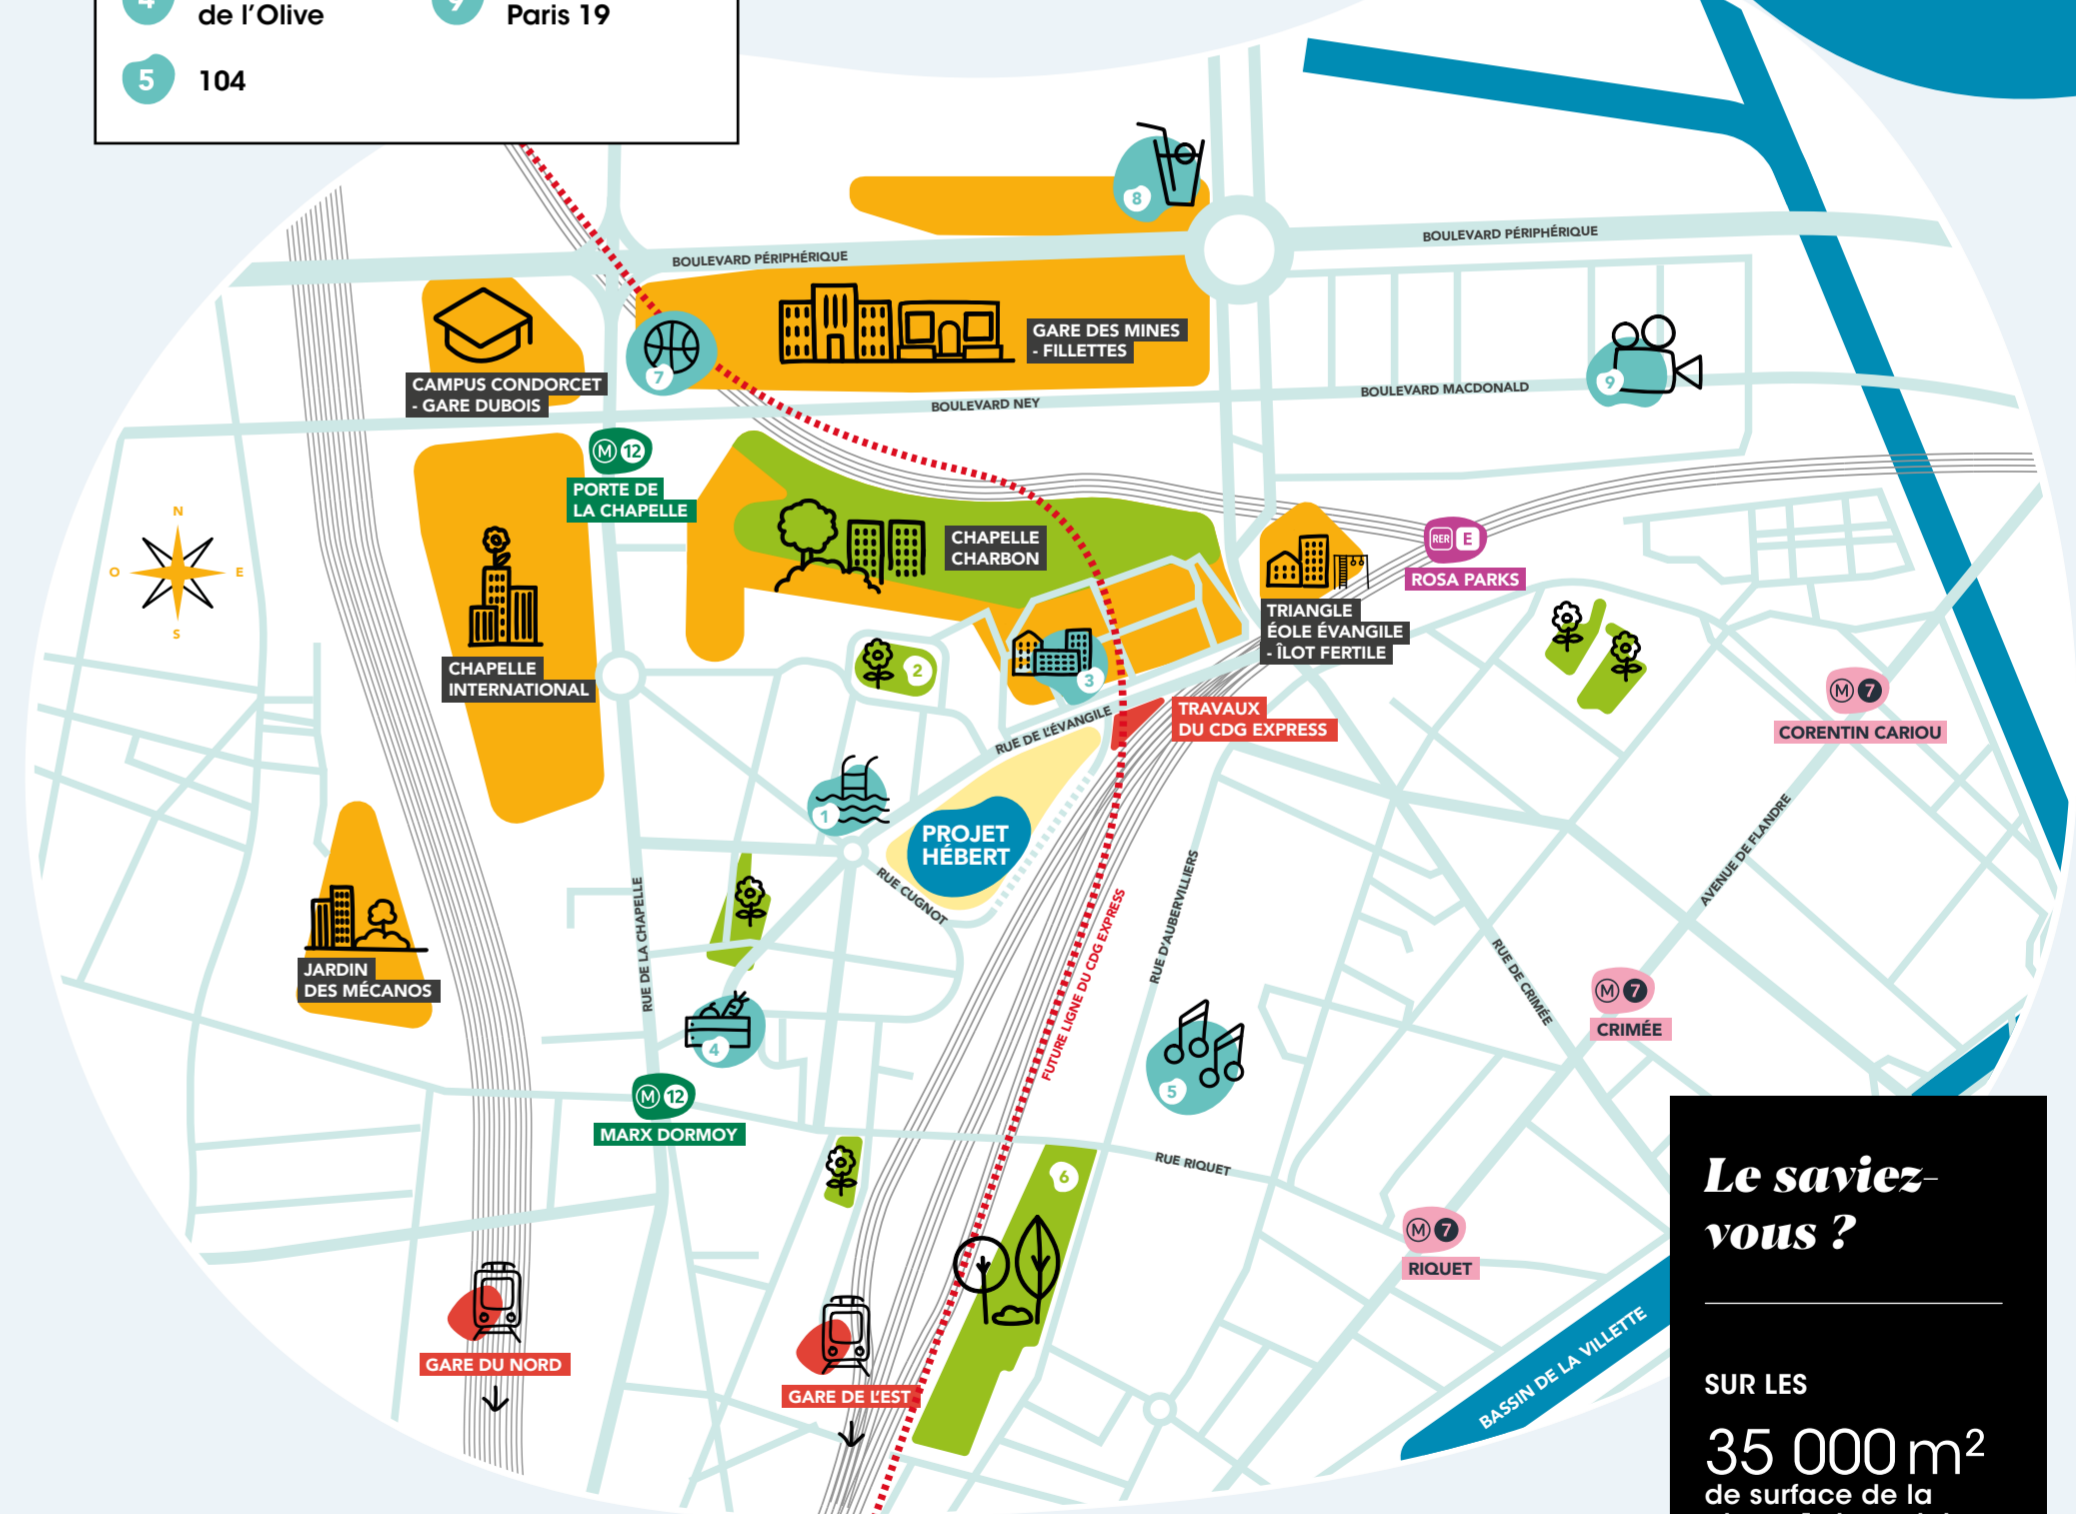 4
de l'Olive
9
Paris 19
5
104
8
BOULEVARD PÉRIPHÉRIQUE
BOULEVARD PÉRIPHÉRIQUE
GARE DES MINES
- FILLETTES
7
CAMPUS CONDORCET
- GARE DUBOIS
BOULEVARD NEY
BOULEVARD MACDONALD
9
M 12
PORTE DE
LA CHAPELLE
N
O
E
S
CHAPELLE
CHARBON
RER E
ROSA PARKS
TRIANGLE
ÉOLE ÉVANGILE
- ÎLOT FERTILE
CHAPELLE
INTERNATIONAL
2
3
M 7
CORENTIN CARIOU
RUE DE L'ÉVANGILE
TRAVAUX
DU CDG EXPRESS
1
PROJET
HÉBERT
RUE CUGNOT
RUE DE LA CHAPELLE
RUE D'AUBERVILLIERS
AVENUE DE FLANDRE
FUTURE LIGNE DU CDG EXPRESS
RUE DE CRIMÉE
JARDIN
DES MÉCANOS
4
5
M 7
CRIMÉE
M 12
MARX DORMOY
6
RUE RIQUET
M 7
RIQUET
GARE DU NORD
GARE DE L'EST
BASSIN DE LA VILLETTE
Le saviez-
vous ?
SUR LES
35 000 m²
de surface de la